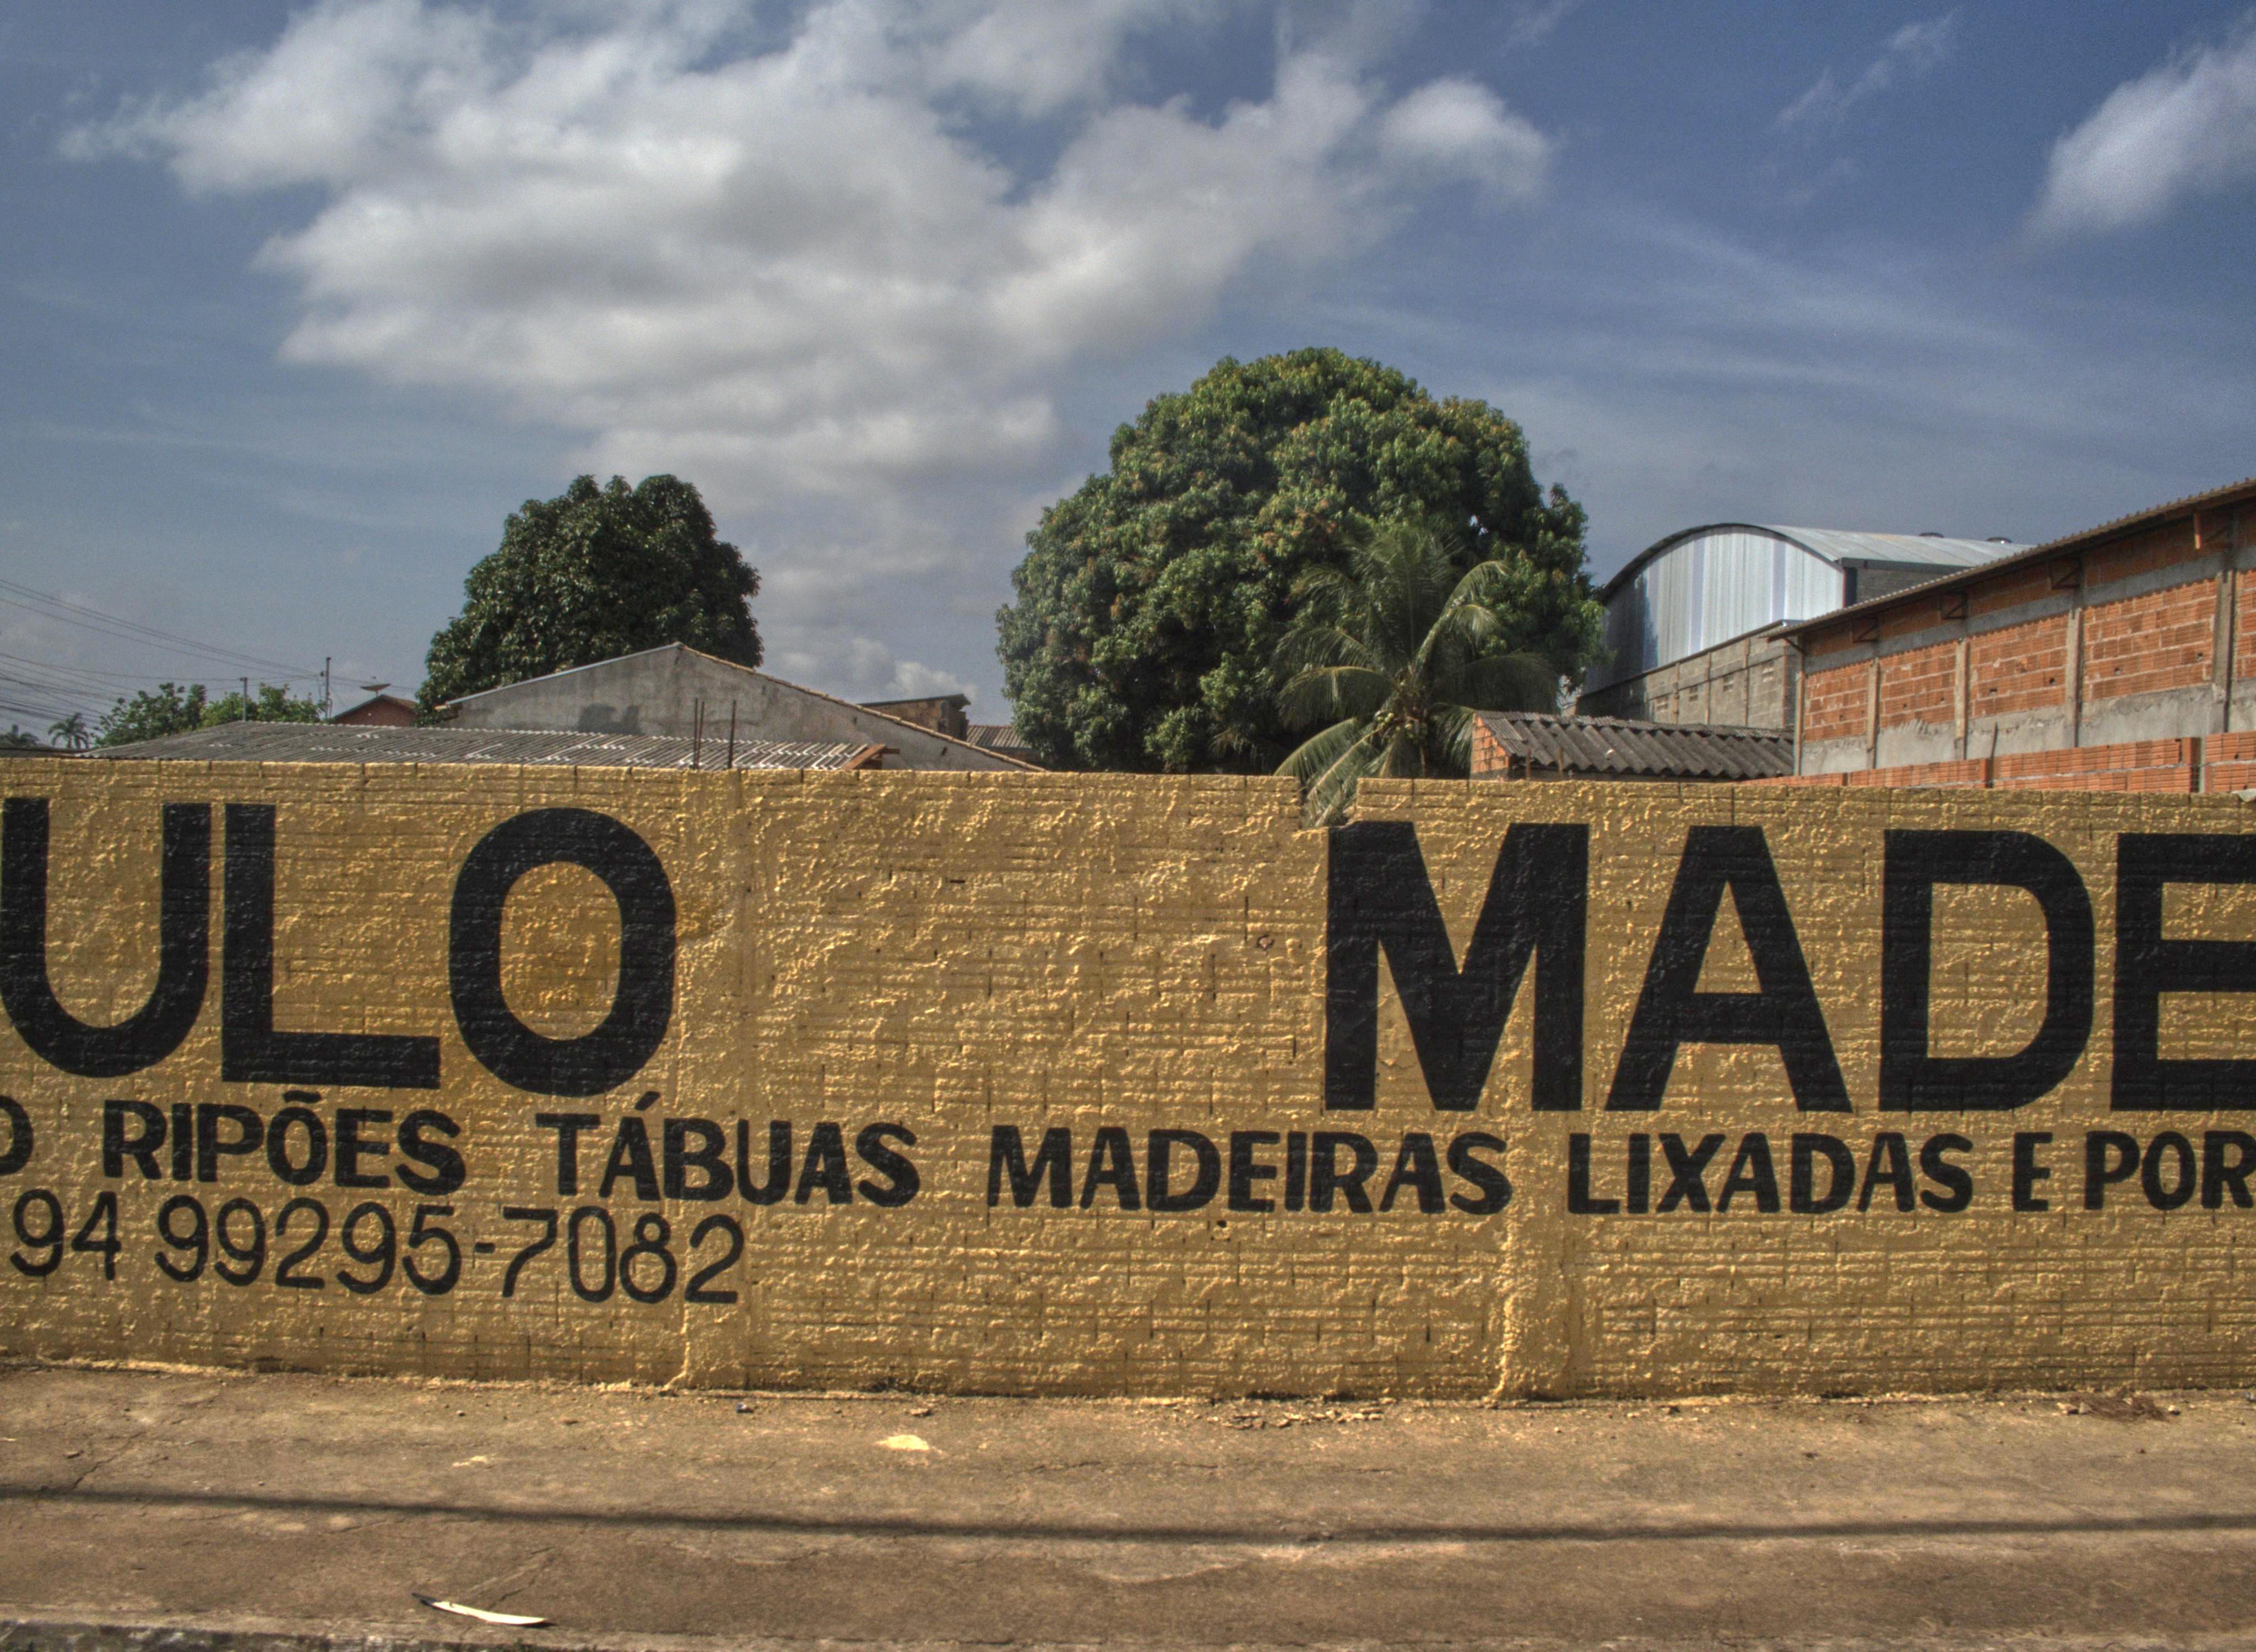 ULO MADE
O RIPÕES TÁBUAS MADEIRAS LIXADAS E POR
94 99295-7082